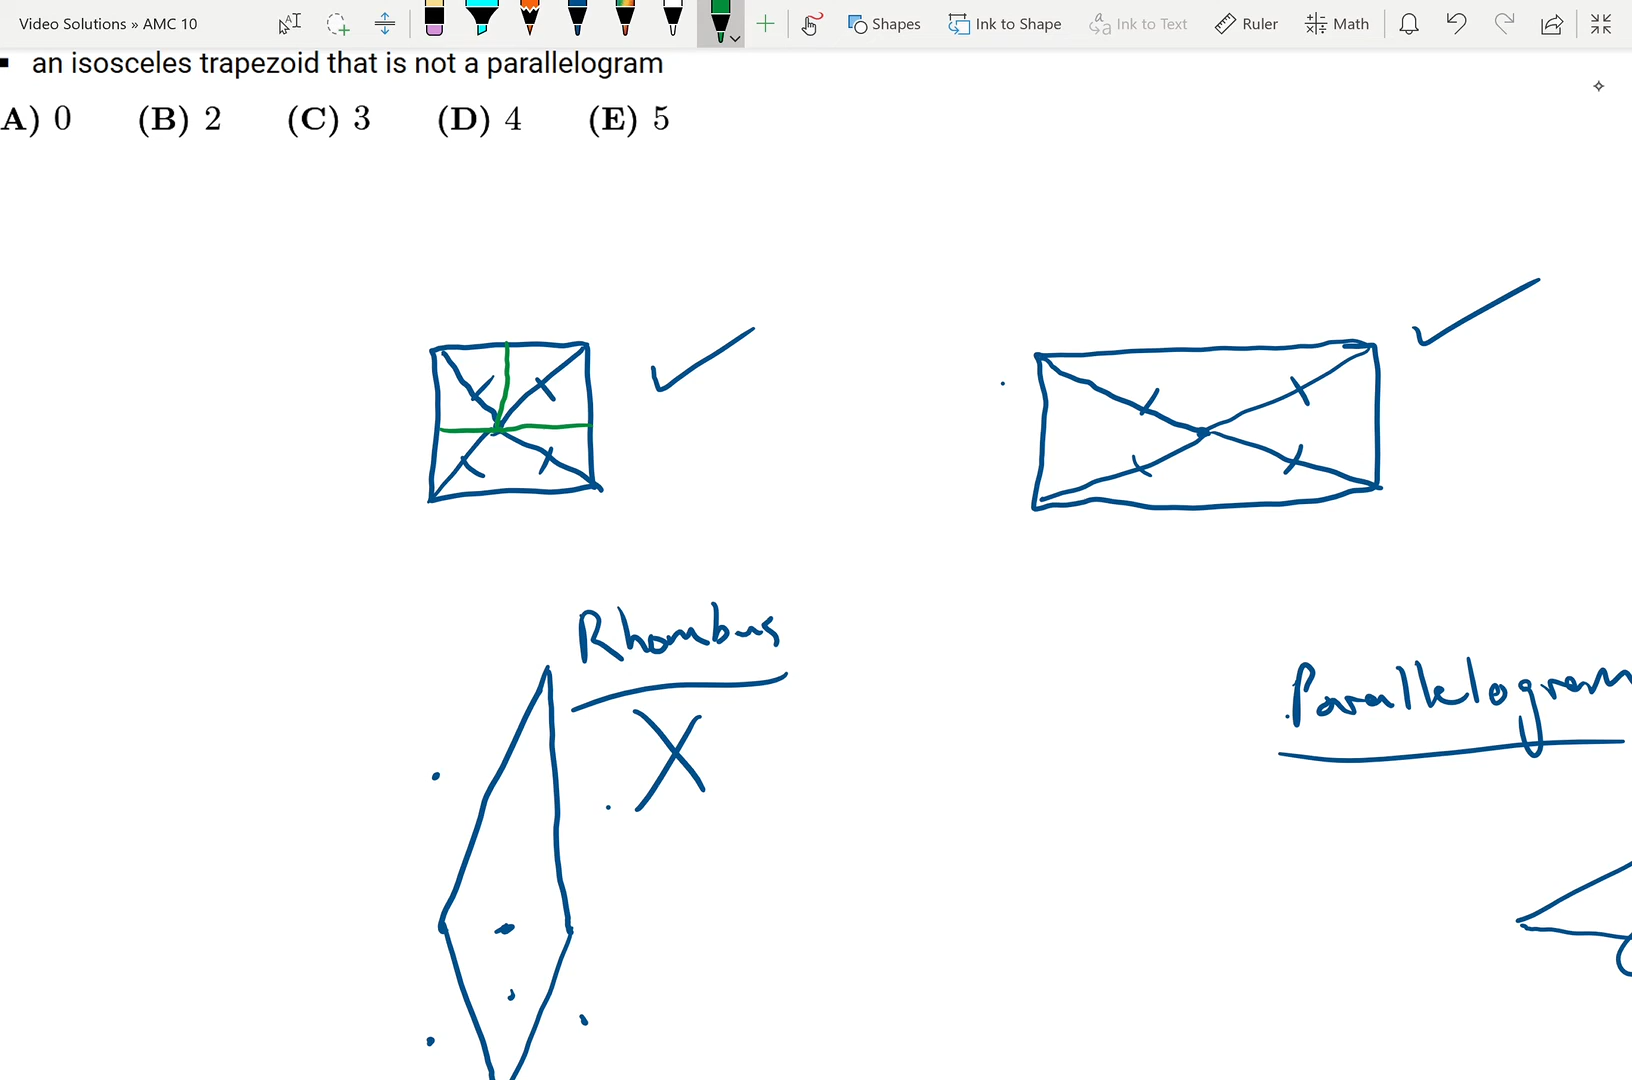 Video Solutions » AMC 10
Shapes
Ink to Shape
Ink to Text
Ruler
Math
an isosceles trapezoid that is not a parallelogram
A) 0 (B) 2 (C) 3 (D) 4 (E) 5
Rhombus
X
Parallelogram